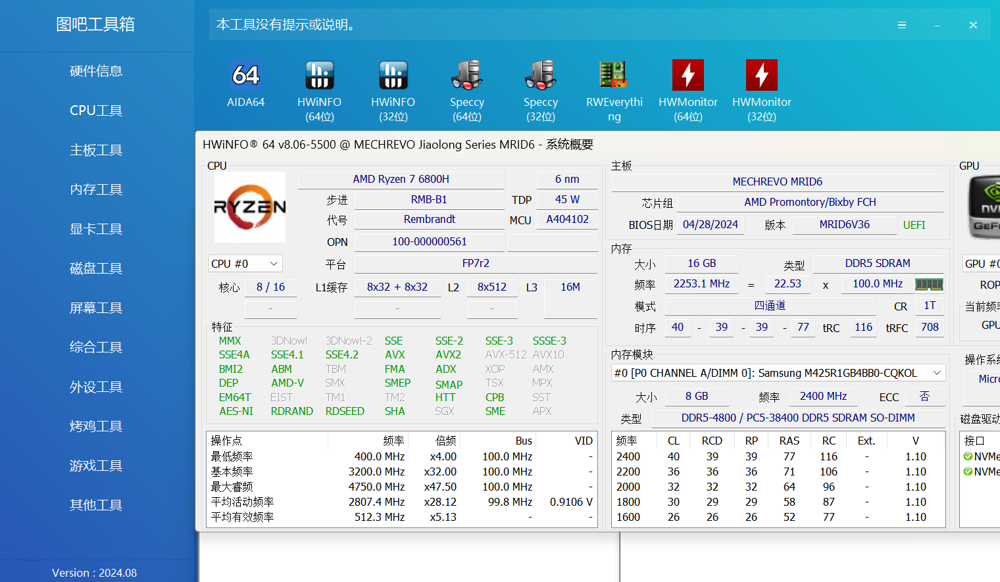 图吧工具箱
本工具没有提示或说明。
硬件信息
CPU工具
主板工具
内存工具
显卡工具
磁盘工具
屏幕工具
综合工具
外设工具
烤鸡工具
游戏工具
其他工具
Version : 2024.08
64
AIDA64
HWiNFO
(64位)
HWiNFO
(32位)
Speccy
(64位)
Speccy
(32位)
RWEverythi
ng
HWMonitor
(64位)
HWMonitor
(32位)
HWiNFO® 64 v8.06-5500 @ MECHREVO Jiaolong Series MRID6 - 系统概要
CPU
RYZEN
AMD Ryzen 7 6800H 6 nm
步进 RMB-B1 TDP 45 W
代号 Rembrandt MCU A404102
OPN 100-000000561
CPU #0 平台 FP7r2
核心 8 / 16 L1缓存 8x32 + 8x32 L2 8x512 L3 16M
- - -
特征
MMX 3DNow! 3DNow!-2 SSE SSE-2 SSE-3 SSSE-3
SSE4A SSE4.1 SSE4.2 AVX AVX2 AVX-512 AVX10
BMI2 ABM TBM FMA ADX XOP AMX
DEP AMD-V SMX SMEP SMAP TSX MPX
EM64T EIST TM1 TM2 HTT CPB SST
AES-NI RDRAND RDSEED SHA SGX SME APX
操作点 频率 倍频 Bus VID
最低频率 400.0 MHz x4.00 100.0 MHz -
基本频率 3200.0 MHz x32.00 100.0 MHz -
最大睿频 4750.0 MHz x47.50 100.0 MHz -
平均活动频率 2807.4 MHz x28.12 99.8 MHz 0.9106 V
平均有效频率 512.3 MHz x5.13 - -
主板
MECHREVO MRID6
芯片组 AMD Promontory/Bixby FCH
BIOS日期 04/28/2024 版本 MRID6V36 UEFI
内存
大小 16 GB 类型 DDR5 SDRAM
频率 2253.1 MHz = 22.53 x 100.0 MHz
模式 四通道 CR 1T
时序 40 - 39 - 39 - 77 tRC 116 tRFC 708
内存模块
#0 [P0 CHANNEL A/DIMM 0]: Samsung M425R1GB4BB0-CQKOL
大小 8 GB 频率 2400 MHz ECC 否
类型 DDR5-4800 / PC5-38400 DDR5 SDRAM SO-DIMM
频率 CL RCD RP RAS RC Ext. V
2400 40 39 39 77 116 - 1.10
2200 36 36 36 71 106 - 1.10
2000 32 32 32 64 96 - 1.10
1800 30 29 29 58 87 - 1.10
1600 26 26 26 52 77 - 1.10
GPU
NVI
GEFO
GPU #0
ROP
当前频率
GPU
操作系统
Micro
磁盘驱动
接口
NVMe
NVMe